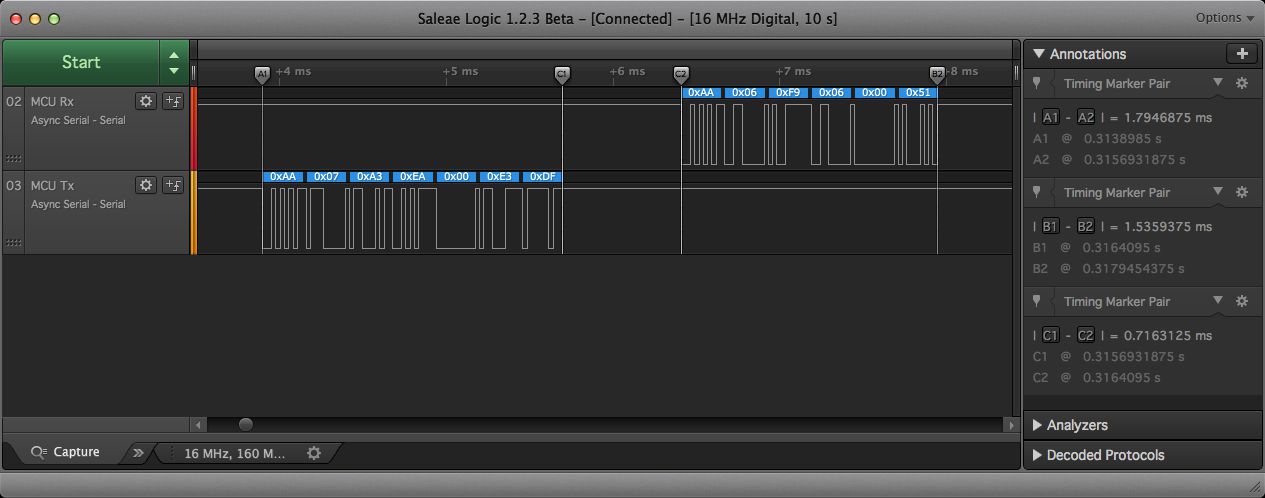 Saleae Logic 1.2.3 Beta – [Connected] – [16 MHz Digital, 10 s]
Options
Start
A1 +4 ms +5 ms C1 +6 ms C2 +7 ms B2 +8 ms
02 MCU Rx
Async Serial - Serial
0xAA 0x06 0xF9 0x06 0x00 0x51
03 MCU Tx
Async Serial - Serial
0xAA 0x07 0xA3 0xEA 0x00 0xE3 0xDF
Annotations
Timing Marker Pair
| A1 - A2 | = 1.7946875 ms
A1 @ 0.3138985 s
A2 @ 0.3156931875 s
Timing Marker Pair
| B1 - B2 | = 1.5359375 ms
B1 @ 0.3164095 s
B2 @ 0.3179454375 s
Timing Marker Pair
| C1 - C2 | = 0.7163125 ms
C1 @ 0.3156931875 s
C2 @ 0.3164095 s
Analyzers
Decoded Protocols
Capture
16 MHz, 160 M...